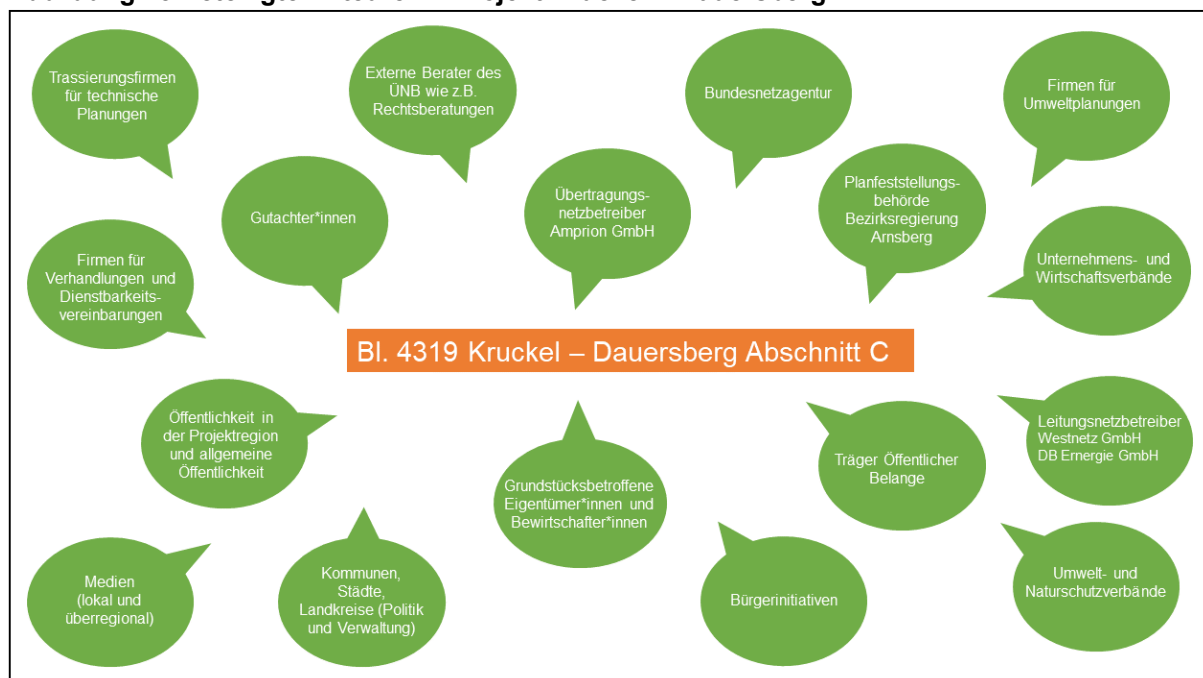 Trassierungsfirmen
für technische
Planungen
Externe Berater des
ÜNB wie z.B.
Rechtsberatungen
Bundesnetzagentur
Firmen für
Umweltplanungen
Gutachter*innen
Übertragungs-
netzbetreiber
Amprion GmbH
Planfeststellungs-
behörde
Bezirksregierung
Arnsberg
Firmen für
Verhandlungen und
Dienstbarkeits-
vereinbarungen
Unternehmens- und
Wirtschaftsverbände
Bl. 4319 Kruckel – Dauersberg Abschnitt C
Öffentlichkeit in
der Projektregion
und allgemeine
Öffentlichkeit
Grundstücksbetroffene
Eigentümer*innen und
Bewirtschafter*innen
Träger Öffentlicher
Belange
Leitungsnetzbetreiber
Westnetz GmbH
DB Ernergie GmbH
Medien
(lokal und
überregional)
Kommunen,
Städte,
Landkreise (Politik
und Verwaltung)
Bürgerinitiativen
Umwelt- und
Naturschutzverbände